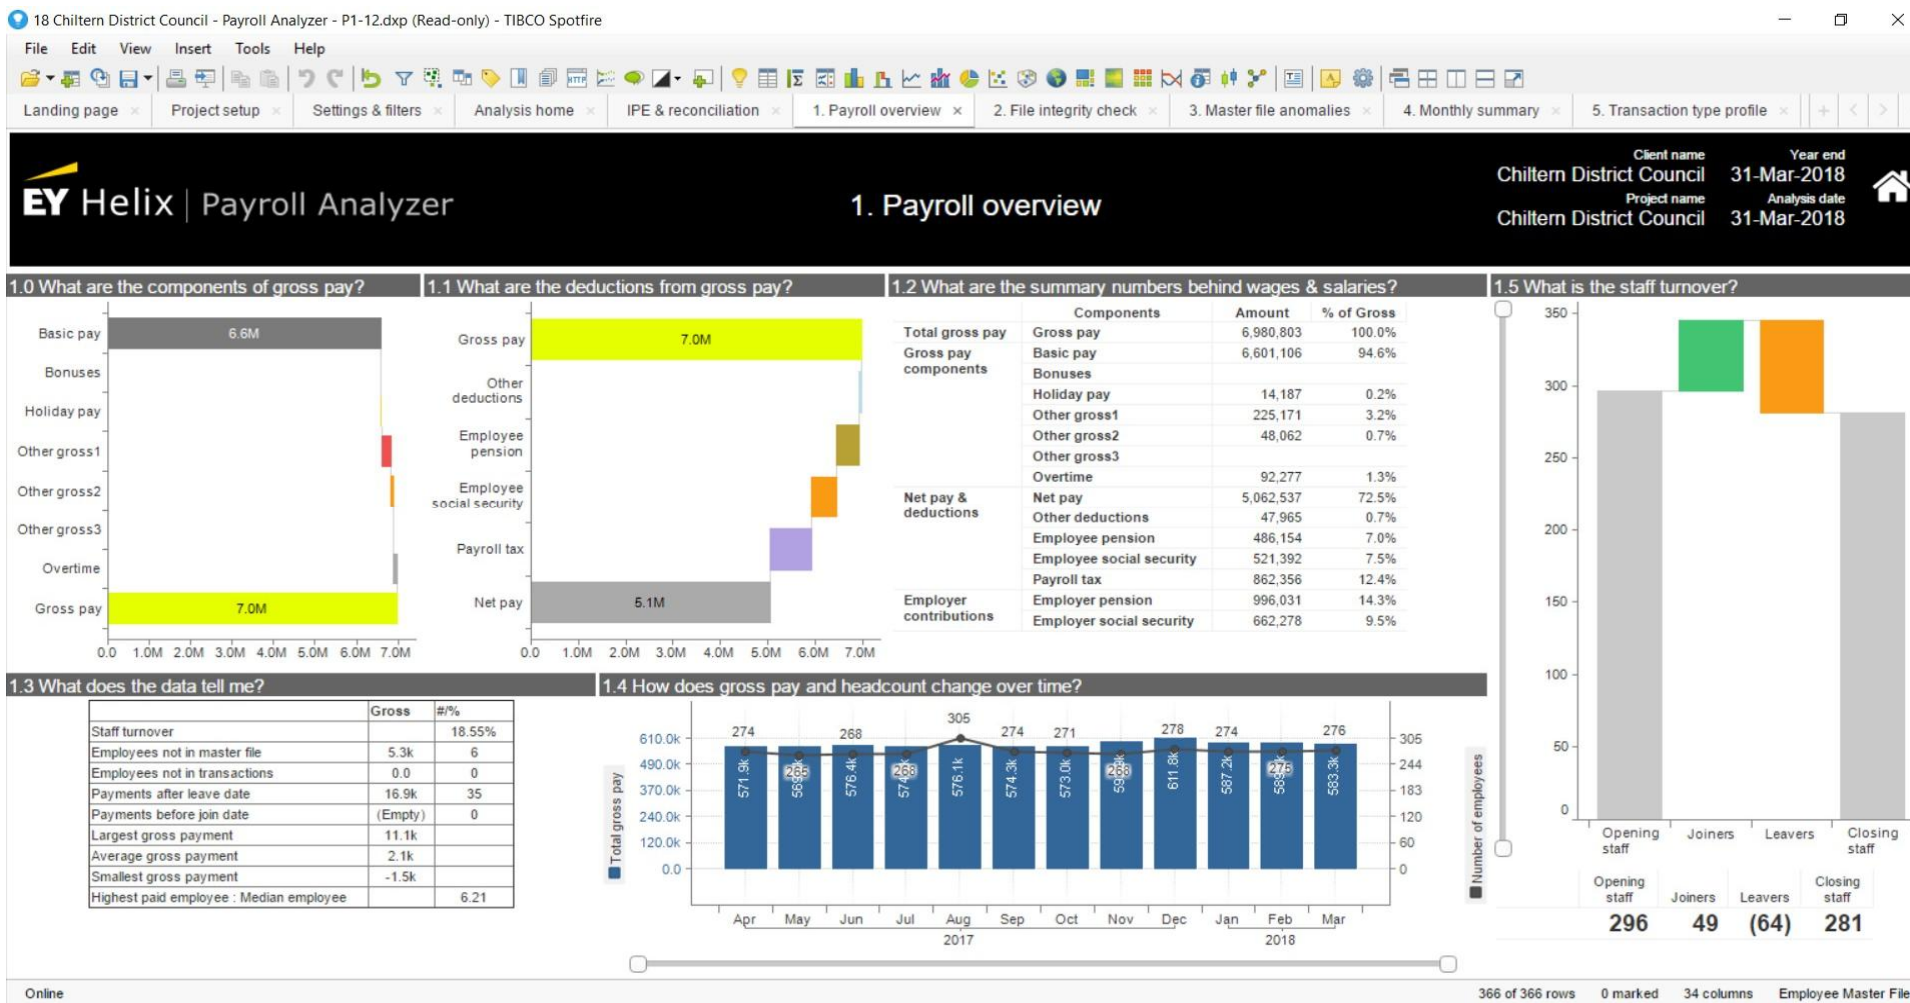 18 Chiltern District Council - Payroll Analyzer - P1-12.dxp (Read-only) - TIBCO Spotfire
File Edit View Insert Tools Help
HTTP
Landing page Project setup Settings & filters Analysis home IPE & reconciliation 1. Payroll overview 2. File integrity check 3. Master file anomalies 4. Monthly summary 5. Transaction type profile
EY Helix | Payroll Analyzer
1. Payroll overview
Client name Year end
Chiltern District Council 31-Mar-2018
Project name Analysis date
Chiltern District Council 31-Mar-2018
1.0 What are the components of gross pay?
Basic pay 6.6M
Bonuses
Holiday pay
Other gross1
Other gross2
Other gross3
Overtime
Gross pay 7.0M
0.0 1.0M 2.0M 3.0M 4.0M 5.0M 6.0M 7.0M
1.1 What are the deductions from gross pay?
Gross pay 7.0M
Other
deductions
Employee
pension
Employee
social security
Payroll tax
Net pay 5.1M
0.0 1.0M 2.0M 3.0M 4.0M 5.0M 6.0M 7.0M
1.2 What are the summary numbers behind wages & salaries?
Components Amount % of Gross
Total gross pay Gross pay 6,980,803 100.0%
Gross pay components Basic pay 6,601,106 94.6%
Bonuses
Holiday pay 14,187 0.2%
Other gross1 225,171 3.2%
Other gross2 48,062 0.7%
Other gross3
Overtime 92,277 1.3%
Net pay & deductions Net pay 5,062,537 72.5%
Other deductions 47,965 0.7%
Employee pension 486,154 7.0%
Employee social security 521,392 7.5%
Payroll tax 862,356 12.4%
Employer contributions Employer pension 996,031 14.3%
Employer social security 662,278 9.5%
1.3 What does the data tell me?
Gross #/%
Staff turnover 18.55%
Employees not in master file 5.3k 6
Employees not in transactions 0.0 0
Payments after leave date 16.9k 35
Payments before join date (Empty) 0
Largest gross payment 11.1k
Average gross payment 2.1k
Smallest gross payment -1.5k
Highest paid employee : Median employee 6.21
1.4 How does gross pay and headcount change over time?
Total gross pay
610.0k
490.0k
370.0k
240.0k
120.0k
0.0
274 265 268 268 305 274 271 268 278 274 275 276
571.9k 576.4k 576.1k 574.3k 573.0k 611.8k 587.2k 583.3k
305
244
183
120
60
0
Number of employees
Apr May Jun Jul Aug Sep Oct Nov Dec Jan Feb Mar
2017 2018
1.5 What is the staff turnover?
350
300
250
200
150
100
50
0
Opening staff Joiners Leavers Closing staff
Opening staff Joiners Leavers Closing staff
296 49 (64) 281
Online
366 of 366 rows 0 marked 34 columns Employee Master File